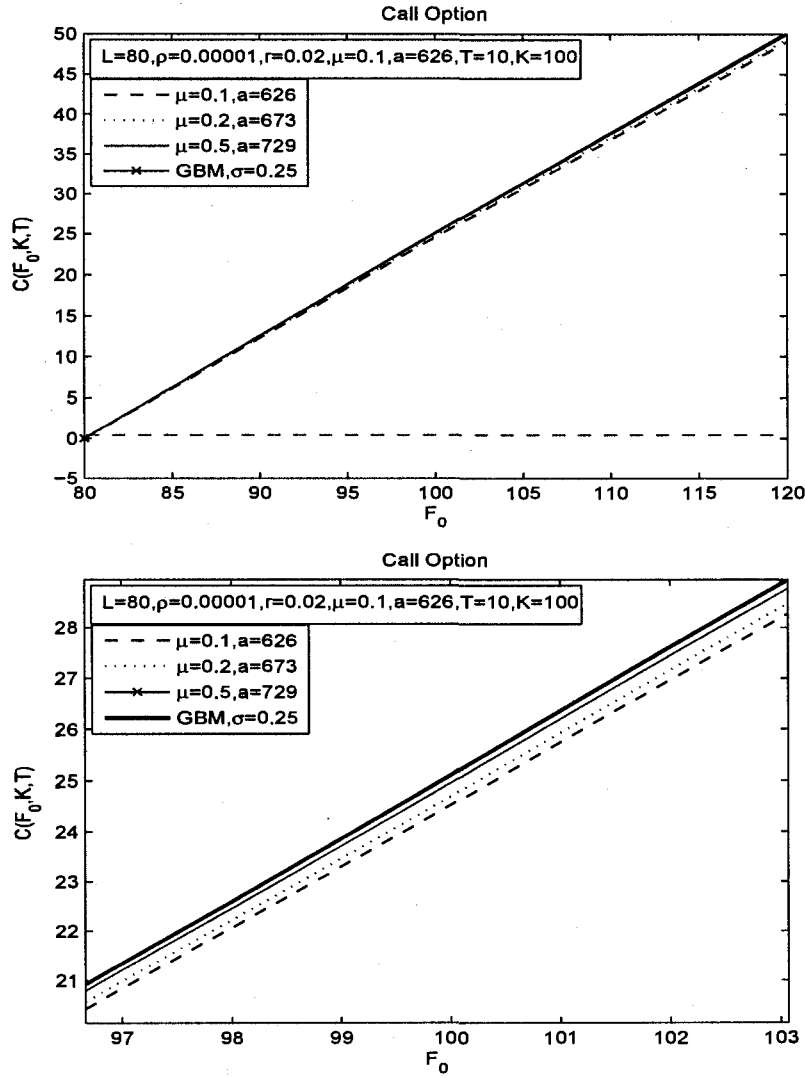 Call Option
L=80,ρ=0.00001,r=0.02,μ=0.1,a=626,T=10,K=100
μ=0.1,a=626
μ=0.2,a=673
μ=0.5,a=729
GBM,σ=0.25
C(F₀,K,T)
50
45
40
35
30
25
20
15
10
5
0
−5
80
85
90
95
100
105
110
115
120
F₀
Call Option
L=80,ρ=0.00001,r=0.02,μ=0.1,a=626,T=10,K=100
μ=0.1,a=626
μ=0.2,a=673
μ=0.5,a=729
GBM,σ=0.25
C(F₀,K,T)
28
27
26
25
24
23
22
21
97
98
99
100
101
102
103
F₀